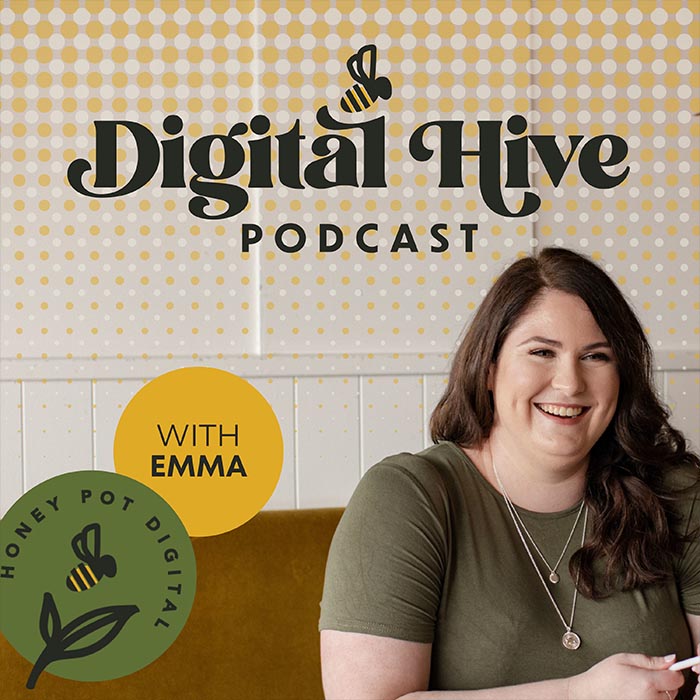 Digital Hive
PODCAST
WITH
EMMA
HONEY POT DIGITAL